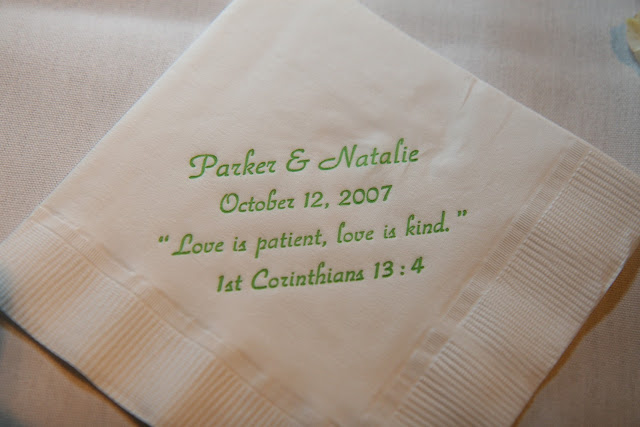 Parker & Natalie
October 12, 2007
“Love is patient, love is kind.”
1st Corinthians 13:4